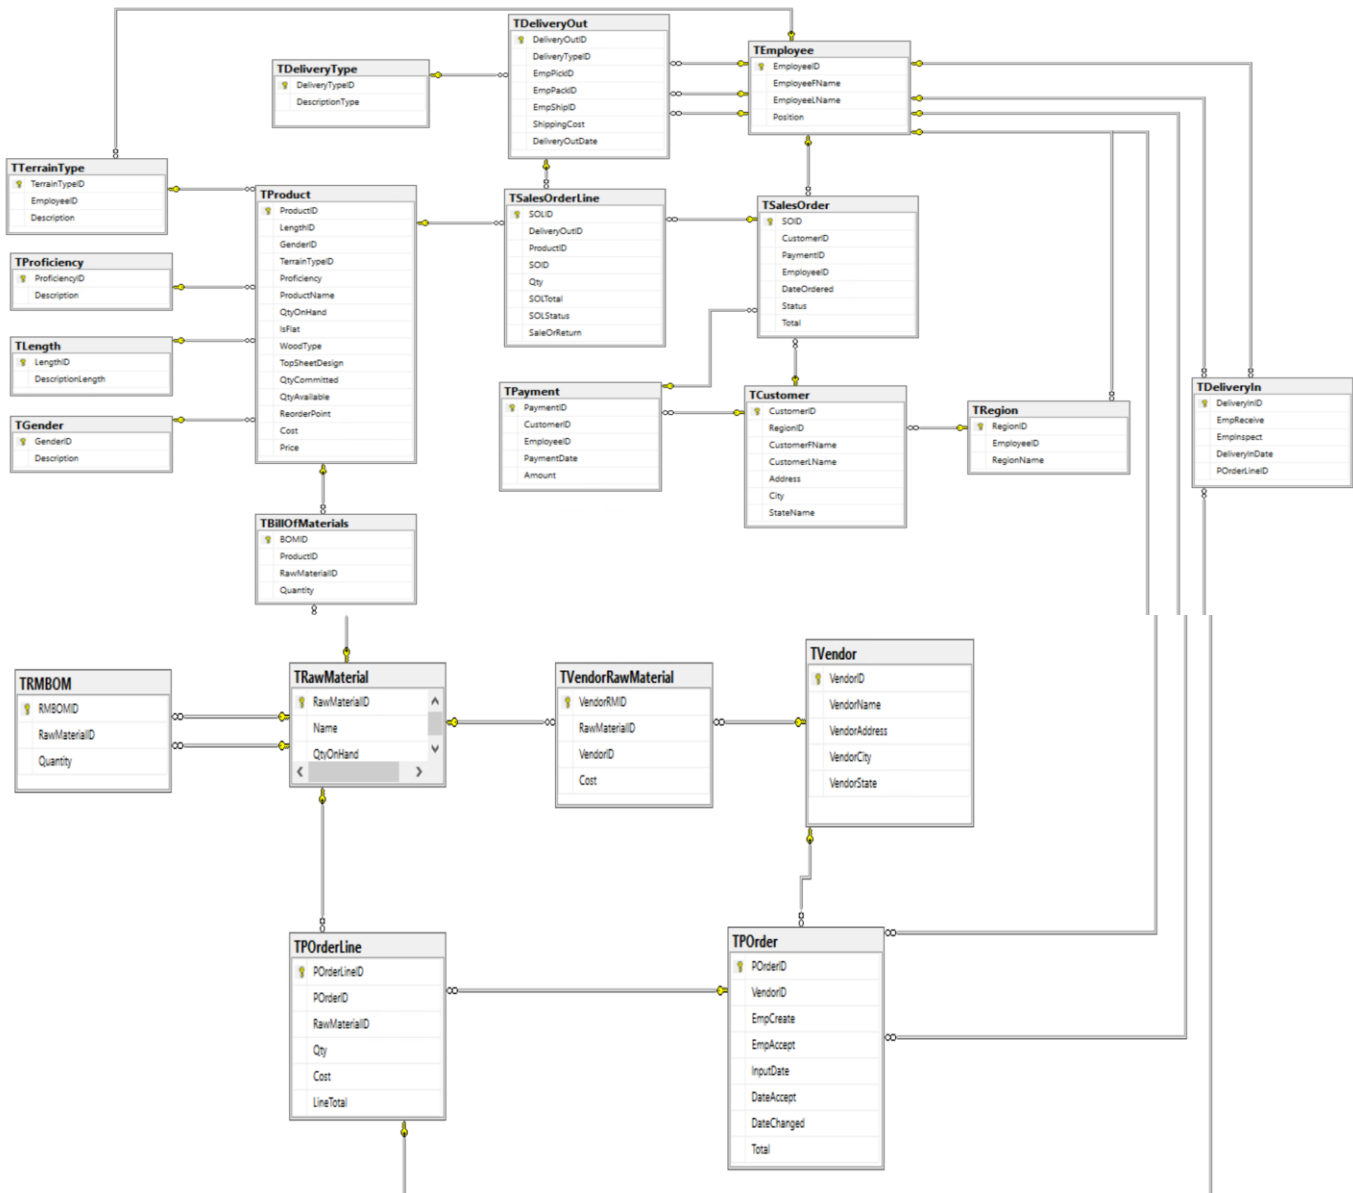 TDeliveryOut
DeliveryOutID
DeliveryTypeID
EmpPickID
EmpPackID
EmpShipID
ShippingCost
DeliveryOutDate
TEmployee
EmployeeID
EmployeeFName
EmployeeLName
Position
TDeliveryType
DeliveryTypeID
DescriptionType
TTerrainType
TerrainTypeID
EmployeeID
Description
TProduct
ProductID
LengthID
GenderID
TerrainTypeID
Proficiency
ProductName
QtyOnHand
IsFlat
WoodType
TopSheetDesign
QtyCommitted
QtyAvailable
ReorderPoint
Cost
Price
TSalesOrderLine
SOLID
DeliveryOutID
ProductID
SOID
Qty
SOLTotal
SOLStatus
SaleOrReturn
TSalesOrder
SOID
CustomerID
PaymentID
EmployeeID
DateOrdered
Status
Total
TProficiency
ProficiencyID
Description
TLength
LengthID
DescriptionLength
TGender
GenderID
Description
TPayment
PaymentID
CustomerID
EmployeeID
PaymentDate
Amount
TCustomer
CustomerID
RegionID
CustomerFName
CustomerLName
Address
City
StateName
TRegion
RegionID
EmployeeID
RegionName
TDeliveryIn
DeliveryInID
EmpReceive
EmpInspect
DeliveryInDate
POrderLineID
TBillOfMaterials
BOMID
ProductID
RawMaterialID
Quantity
TRMBOM
RMBOMID
RawMaterialID
Quantity
TRawMaterial
RawMaterialID
Name
QtyOnHand
TVendorRawMaterial
VendorRMID
RawMaterialID
VendorID
Cost
TVendor
VendorID
VendorName
VendorAddress
VendorCity
VendorState
TPOrderLine
POrderLineID
POrderID
RawMaterialID
Qty
Cost
LineTotal
TPOrder
POrderID
VendorID
EmpCreate
EmpAccept
InputDate
DateAccept
DateChanged
Total